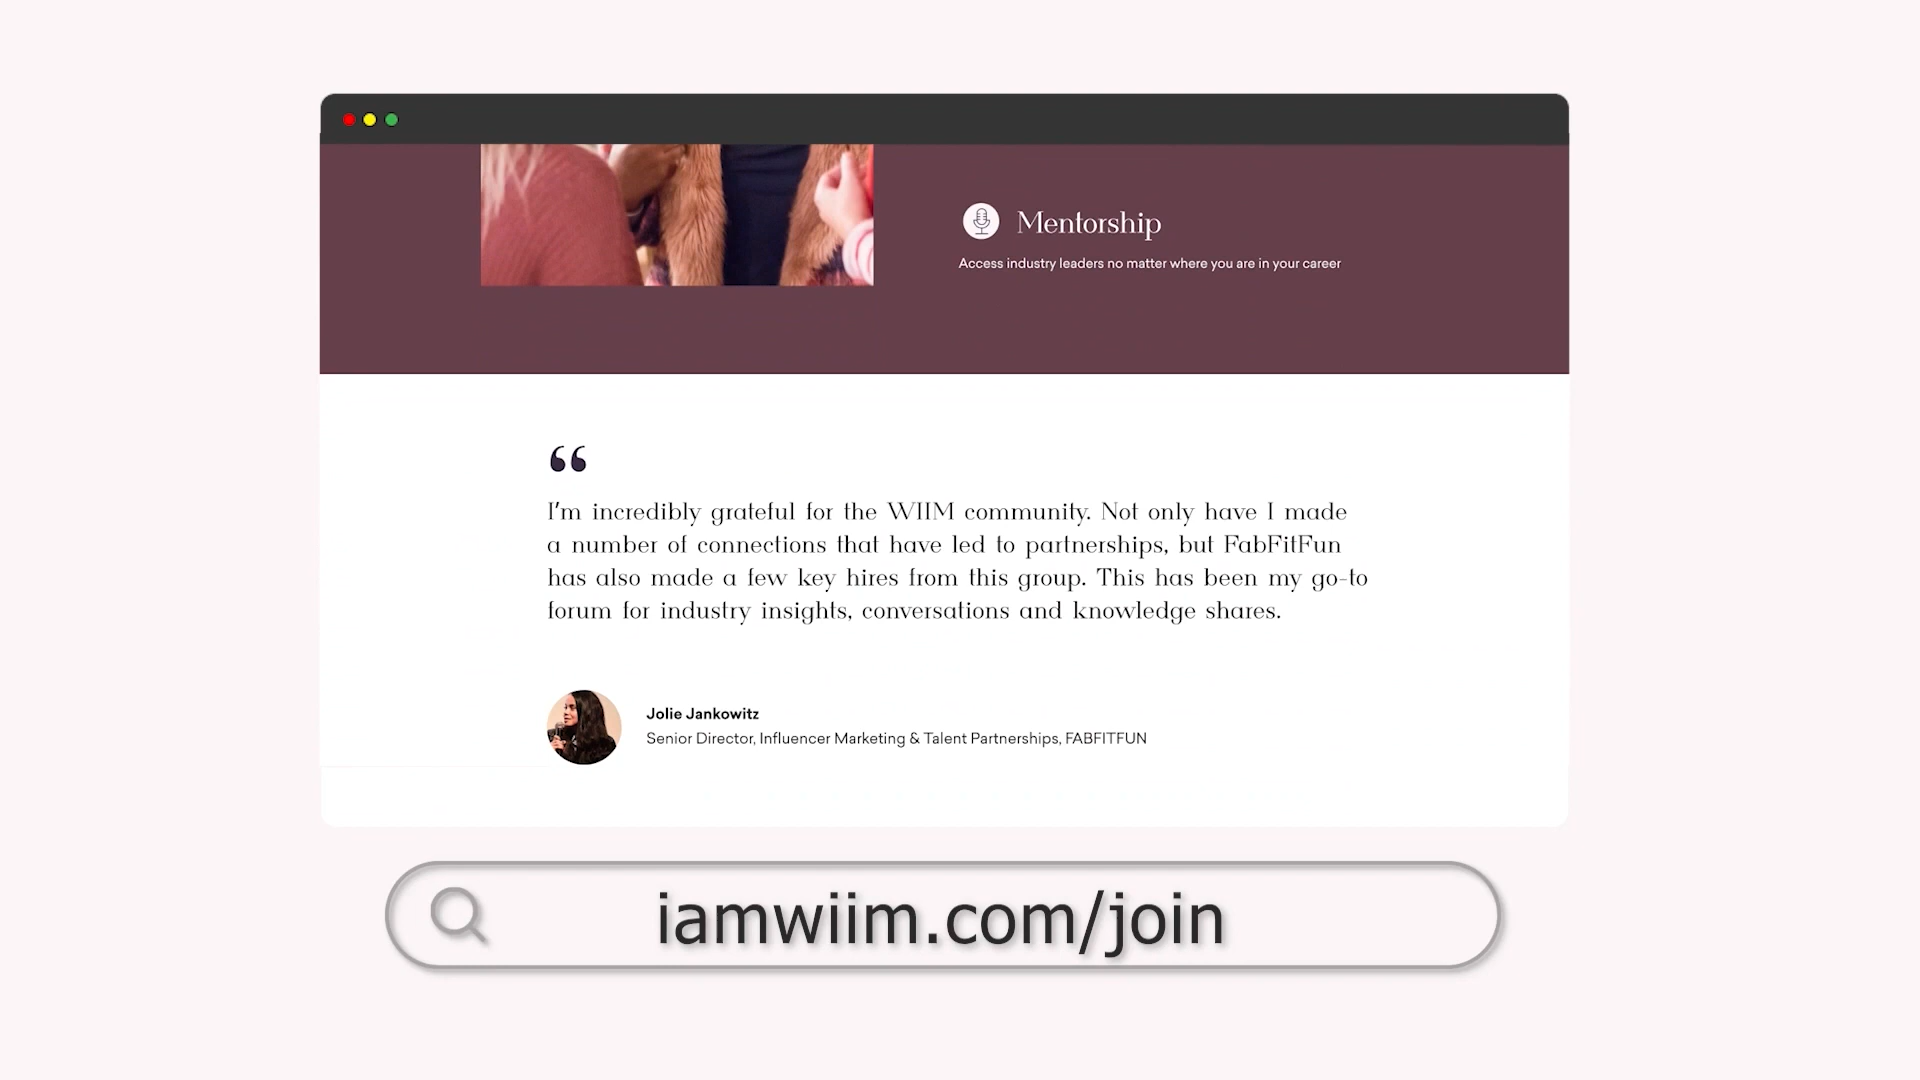 Mentorship
Access industry leaders no matter where you are in your career
“
I'm incredibly grateful for the WIIM community. Not only have I made
a number of connections that have led to partnerships, but FabFitFun
has also made a few key hires from this group. This has been my go-to
forum for industry insights, conversations and knowledge shares.
Jolie Jankowitz
Senior Director, Influencer Marketing & Talent Partnerships, FABFITFUN
iamwiim.com/join